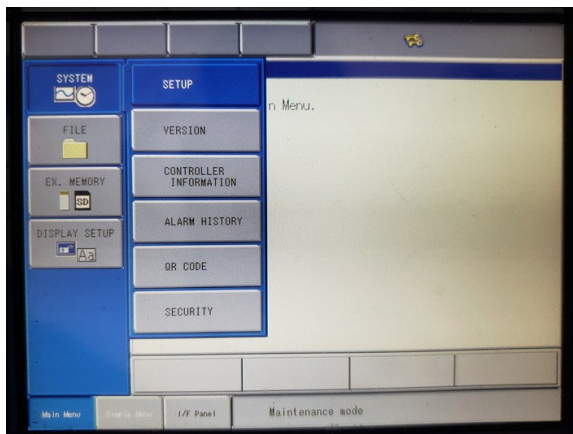 SYSTEM
SETUP
n Menu.
FILE
VERSION
EX. MEMORY
SD
CONTROLLER
INFORMATION
DISPLAY SETUP
Aa
ALARM HISTORY
QR CODE
SECURITY
Main Menu
Simple Menu
I/F Panel
Maintenance mode